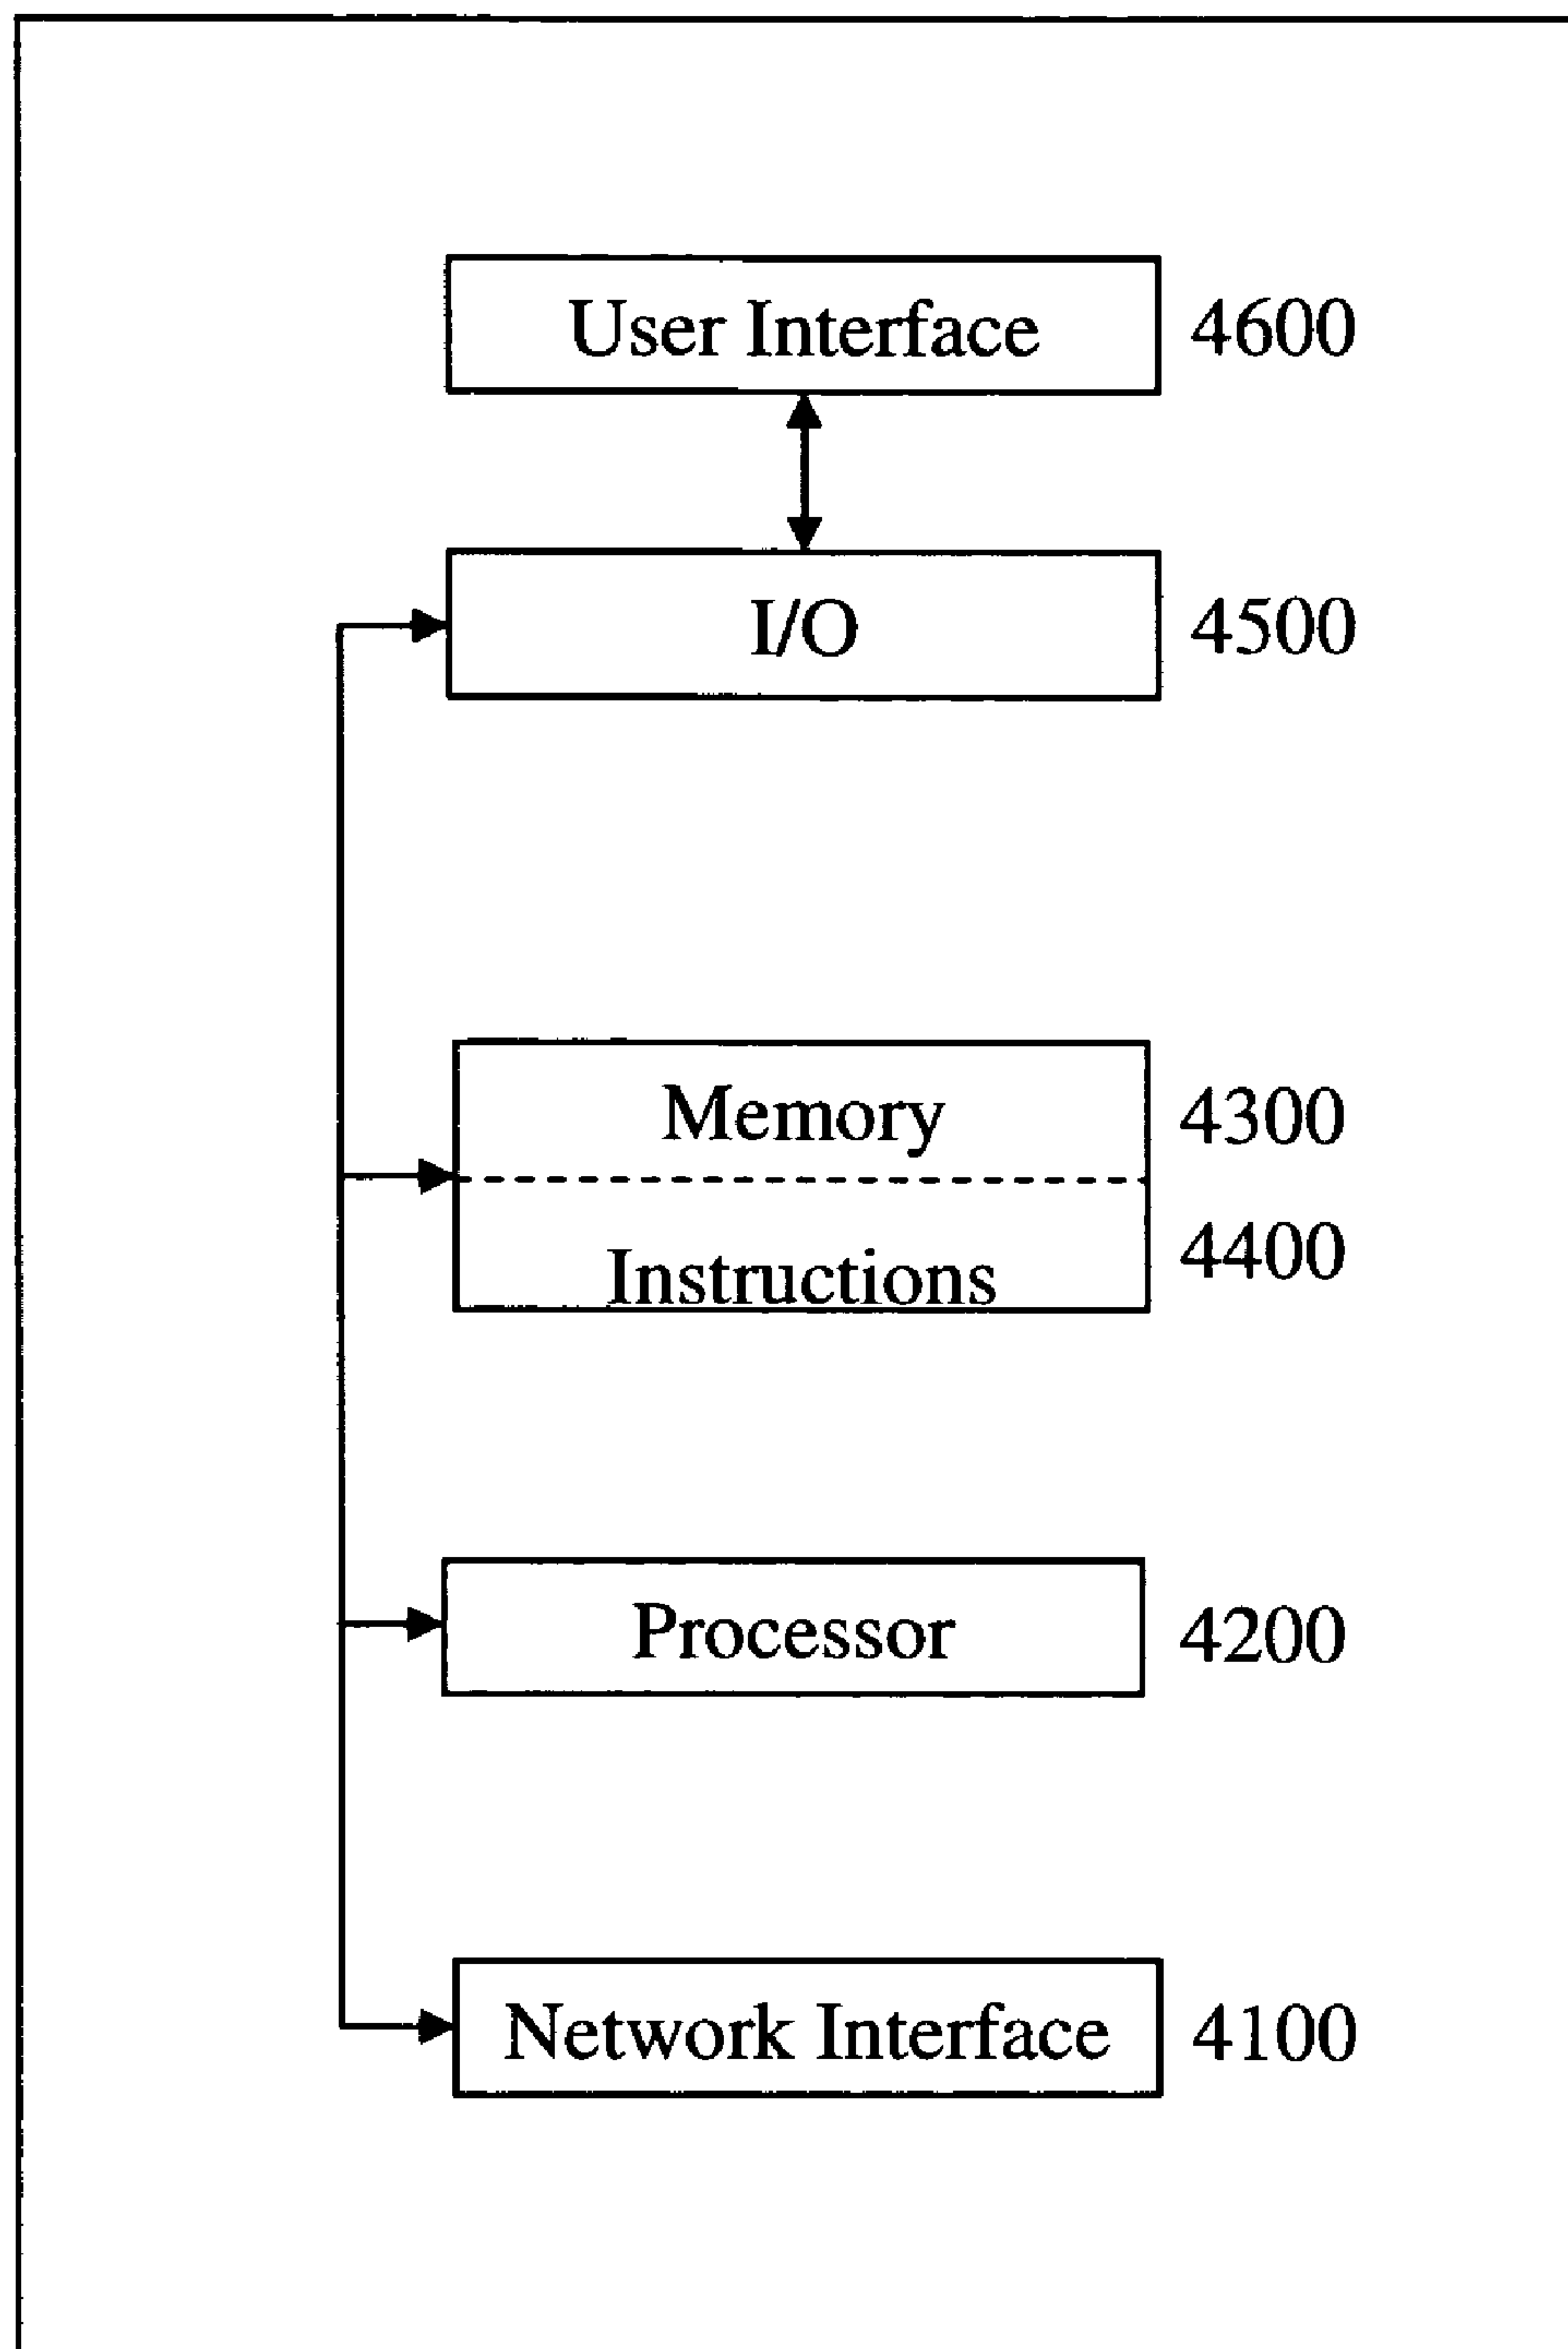 User Interface 4600
I/O 4500
Memory 4300
Instructions 4400
Processor 4200
Network Interface 4100